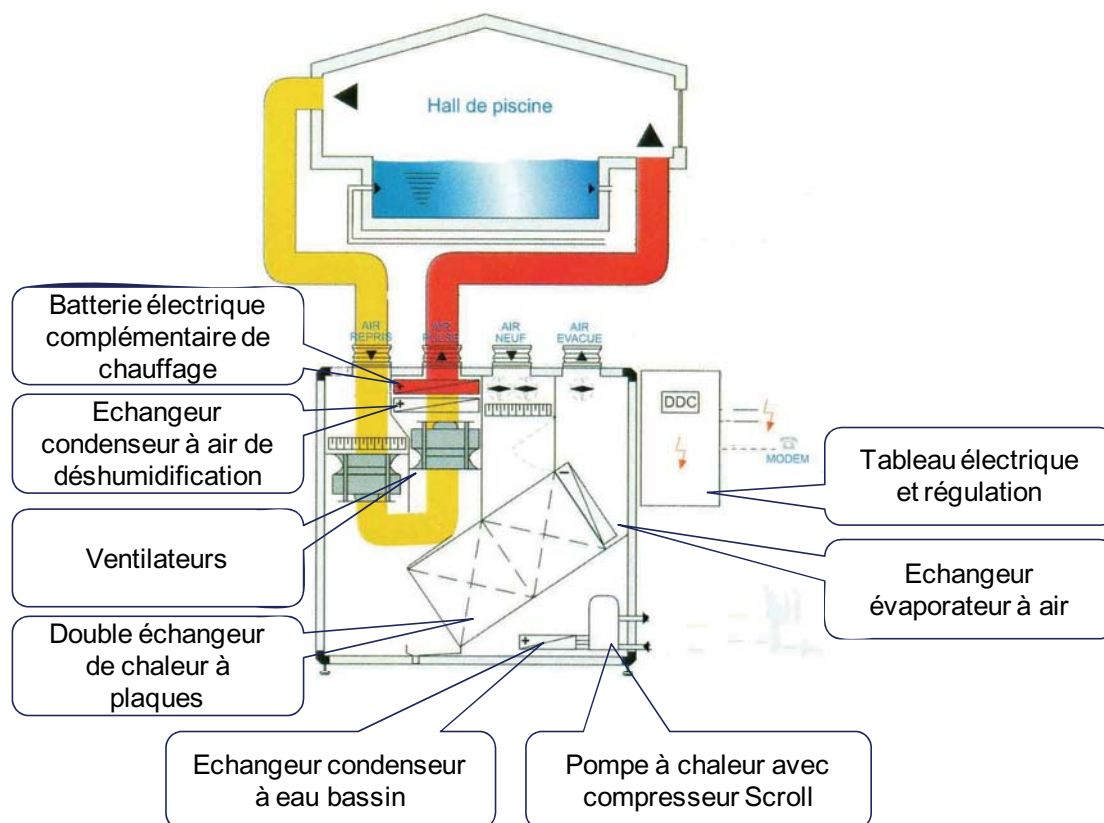 Hall de piscine
Batterie électrique
complémentaire de
chauffage
AIR
REPRIS
AIR
AIR
NEUF
AIR
EVACUE
Echangeur
condenseur à air de
déshumidification
DDC
MODEM
Tableau électrique
et régulation
Ventilateurs
Echangeur
évaporateur à air
Double échangeur
de chaleur à
plaques
Echangeur condenseur
à eau bassin
Pompe à chaleur avec
compresseur Scroll